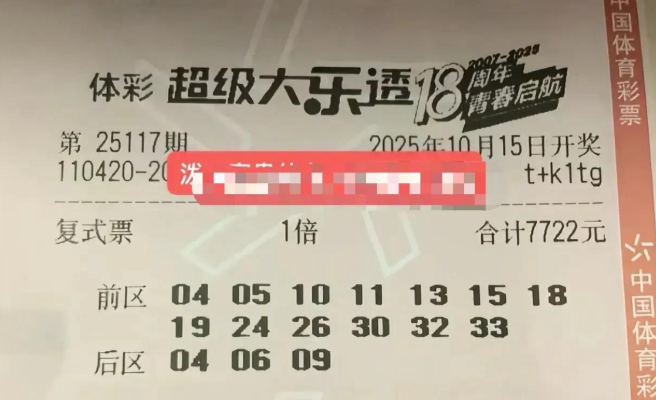 体彩 超级大乐透 18周年 2007-2025 青春启航
第 25117期 2025年10月15日开奖
110420-20 t+k1tg
复式票 1倍 合计7722元
前区 04 05 10 11 13 15 18
19 24 26 30 32 33
后区 04 06 09
中国体育彩票
中国体育彩